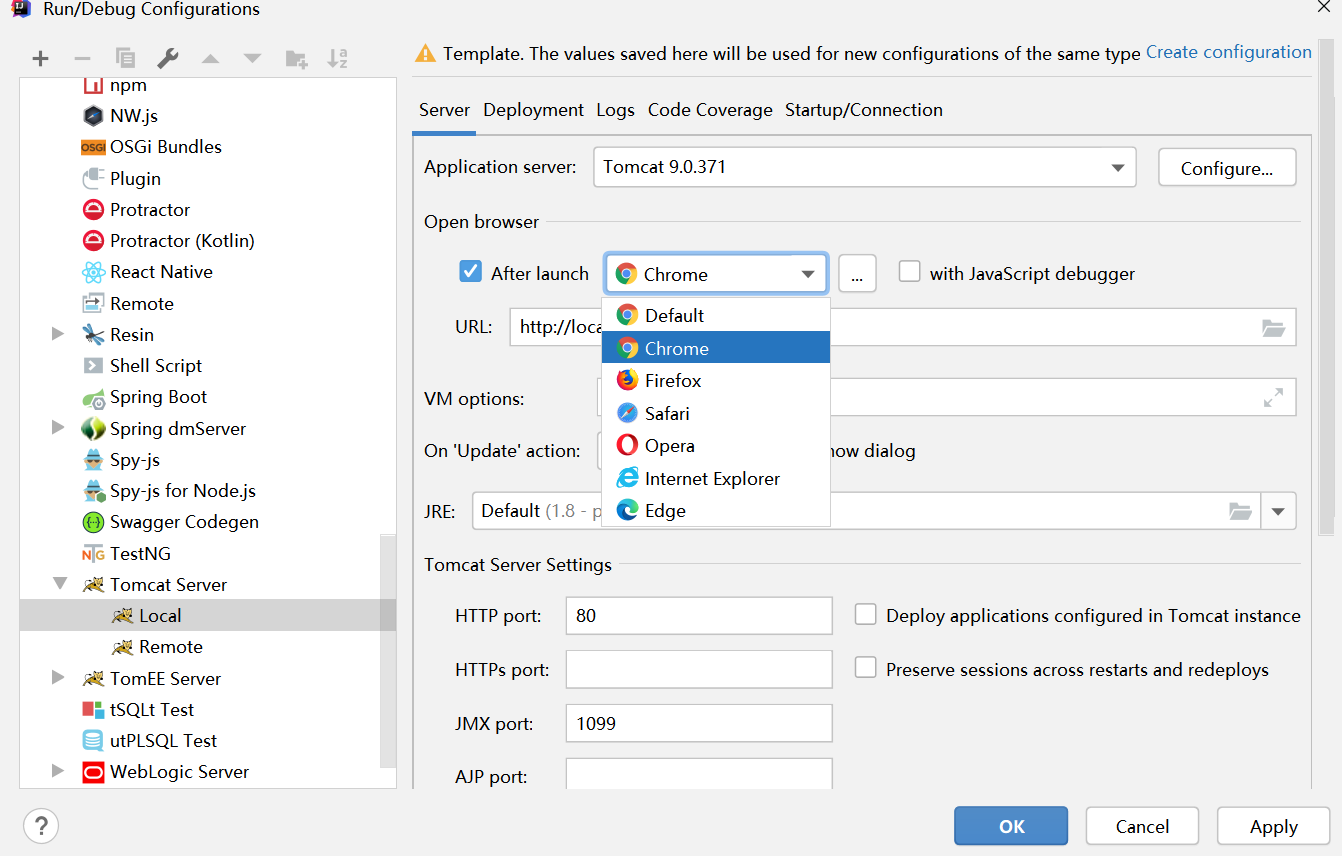 Run/Debug Configurations
Template. The values saved here will be used for new configurations of the same type Create configuration
npm
NW.js
OSGi OSGi Bundles
Plugin
Protractor
Protractor (Kotlin)
React Native
Remote
Resin
Shell Script
Spring Boot
Spring dmServer
Spy-js
Spy-js for Node.js
Swagger Codegen
TestNG
Tomcat Server
Local
Remote
TomEE Server
tSQLt Test
utPLSQL Test
WebLogic Server
Server Deployment Logs Code Coverage Startup/Connection
Application server: Tomcat 9.0.371 Configure...
Open browser
After launch Chrome ... with JavaScript debugger
Default
Chrome
Firefox
Safari
Opera
Internet Explorer
Edge
URL: http://loca
VM options:
On 'Update' action: how dialog
JRE: Default (1.8 - p
Tomcat Server Settings
HTTP port: 80 Deploy applications configured in Tomcat instance
HTTPs port: Preserve sessions across restarts and redeploys
JMX port: 1099
AJP port:
? OK Cancel Apply